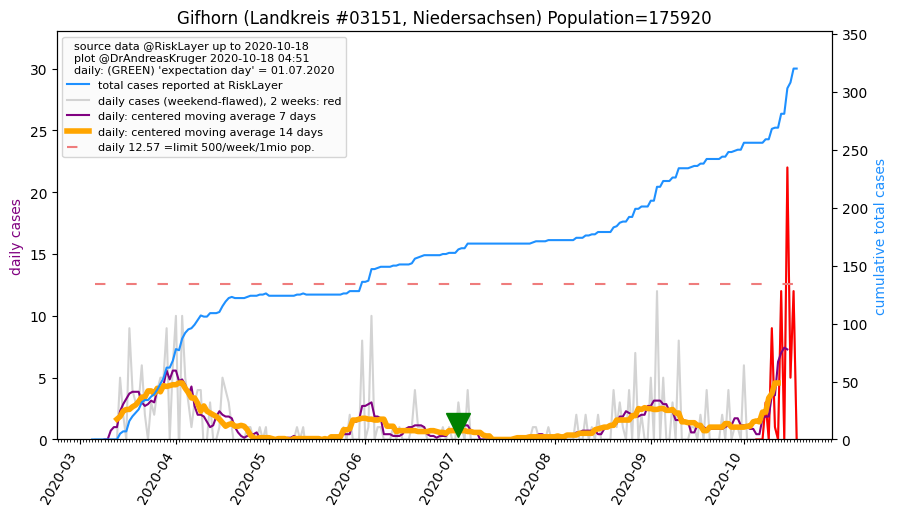 Gifhorn (Landkreis #03151, Niedersachsen) Population=175920
source data @RiskLayer up to 2020-10-18
plot @DrAndreasKruger 2020-10-18 04:51
daily: (GREEN) 'expectation day' = 01.07.2020
total cases reported at RiskLayer
daily cases (weekend-flawed), 2 weeks: red
daily: centered moving average 7 days
daily: centered moving average 14 days
daily 12.57 =limit 500/week/1mio pop.
daily cases
30
25
20
15
10
5
0
cumulative total cases
350
300
250
200
150
100
50
0
2020-03
2020-04
2020-05
2020-06
2020-07
2020-08
2020-09
2020-10